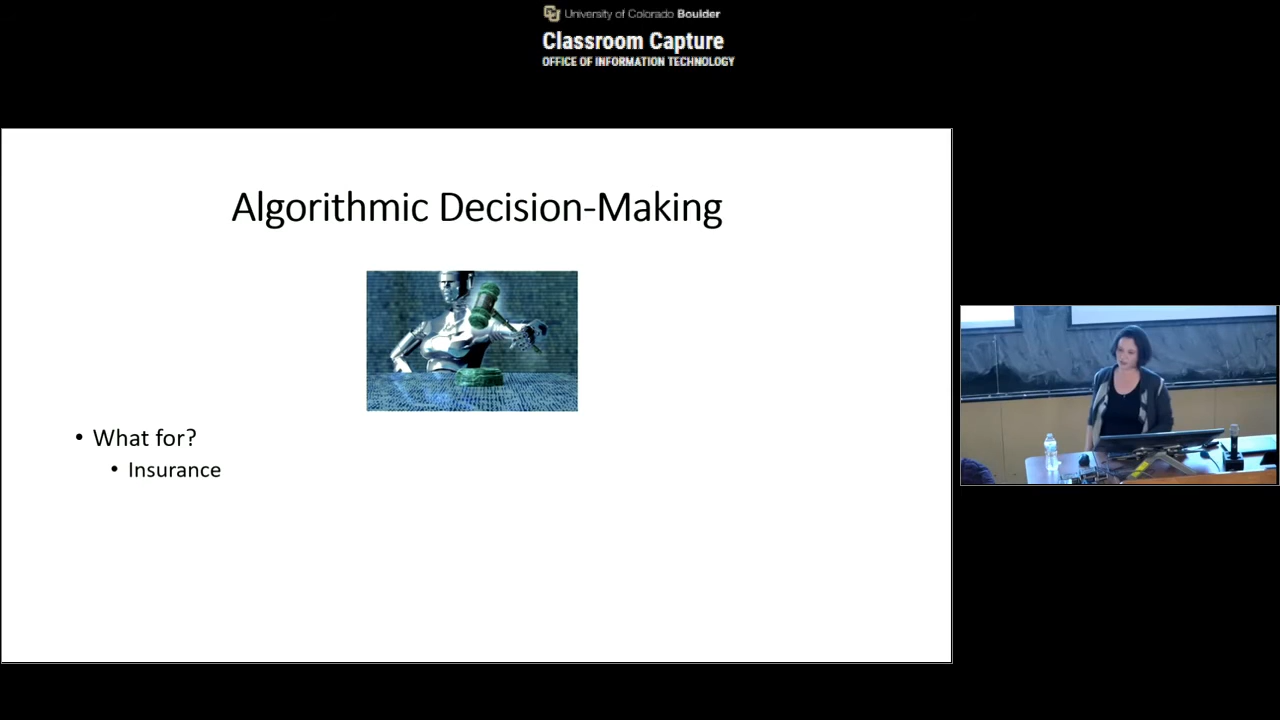 University of Colorado Boulder
Classroom Capture
OFFICE OF INFORMATION TECHNOLOGY
Algorithmic Decision-Making
• What for?
• Insurance